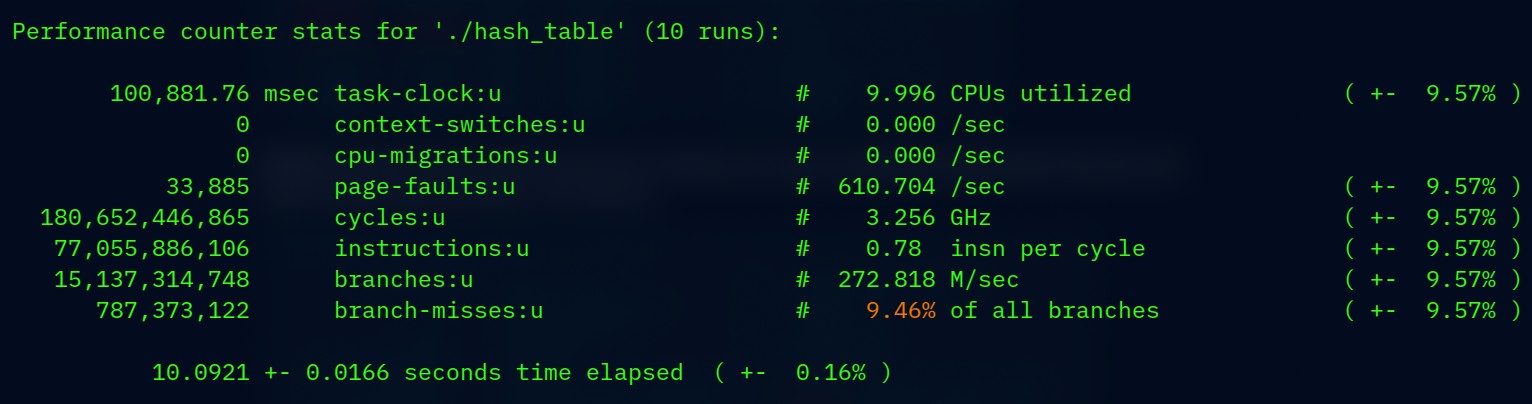 Performance counter stats for './hash_table' (10 runs):
100,881.76 msec task-clock:u # 9.996 CPUs utilized ( +- 9.57% )
0 context-switches:u # 0.000 /sec
0 cpu-migrations:u # 0.000 /sec
33,885 page-faults:u # 610.704 /sec ( +- 9.57% )
180,652,446,865 cycles:u # 3.256 GHz ( +- 9.57% )
77,055,886,106 instructions:u # 0.78 insn per cycle ( +- 9.57% )
15,137,314,748 branches:u # 272.818 M/sec ( +- 9.57% )
787,373,122 branch-misses:u # 9.46% of all branches ( +- 9.57% )
10.0921 +- 0.0166 seconds time elapsed ( +- 0.16% )